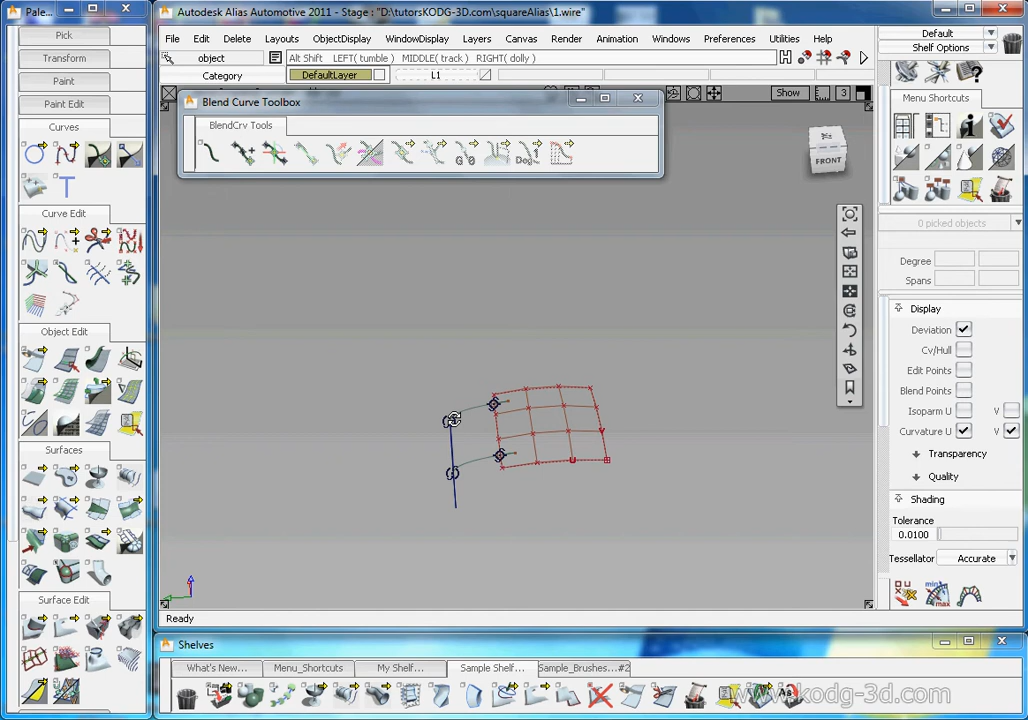 Pale...
Autodesk Alias Automotive 2011 - Stage : "D:\tutorsKODG-3D.com\squareAlias\1.wire"
File Edit Delete Layouts ObjectDisplay WindowDisplay Layers Canvas Render Animation Windows Preferences Utilities Help
object Alt Shift LEFT( tumble ) MIDDLE( track ) RIGHT( dolly )
Category DefaultLayer L1
Show 3
Pick
Transform
Paint
Paint Edit
Curves
Curve Edit
Object Edit
Surfaces
Surface Edit
Blend Curve Toolbox
BlendCrv Tools
FRONT
Ready
Default
Shelf Options
Menu Shortcuts
0 picked objects
Degree
Spans
Display
Deviation
Cv/Hull
Edit Points
Blend Points
Isoparm U V
Curvature U V
Transparency
Quality
Shading
Tolerance
0.0100
Tessellator Accurate
Shelves
What's New... Menu_Shortcuts My Shelf... Sample Shelf... Sample_Brushes...#2
www.kodg-3d.com